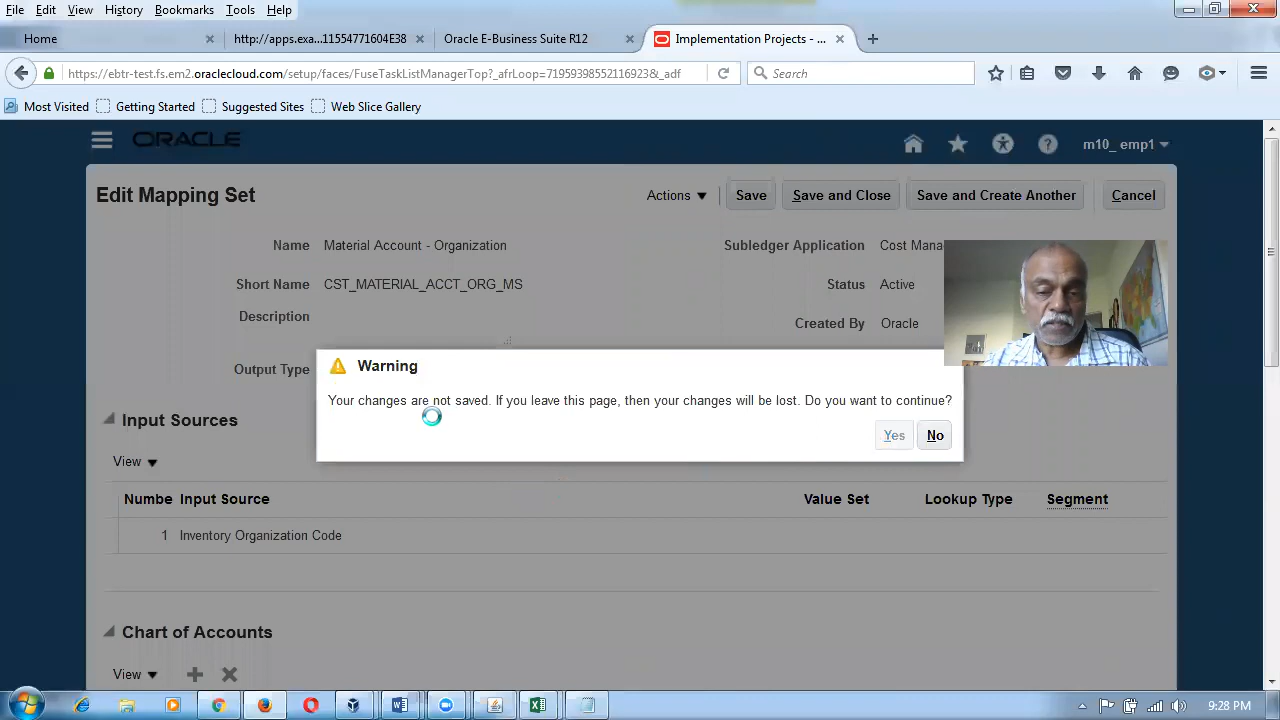 File Edit View History Bookmarks Tools Help
Home
http://apps.exa...11554771604E38
Oracle E-Business Suite R12
Implementation Projects - ...
https://ebtr-test.fs.em2.oraclecloud.com/setup/faces/FuseTaskListManagerTop?_afrLoop=71959398552116923&_adf
Search
Most Visited Getting Started Suggested Sites Web Slice Gallery
ORACLE
m10_ emp1
Edit Mapping Set
Actions Save Save and Close Save and Create Another Cancel
Name Material Account - Organization Subledger Application Cost Mana
Short Name CST_MATERIAL_ACCT_ORG_MS Status Active
Description Created By Oracle
Output Type
Warning
Your changes are not saved. If you leave this page, then your changes will be lost. Do you want to continue?
Yes No
Input Sources
View
Numbe Input Source Value Set Lookup Type Segment
1 Inventory Organization Code
Chart of Accounts
View
9:28 PM